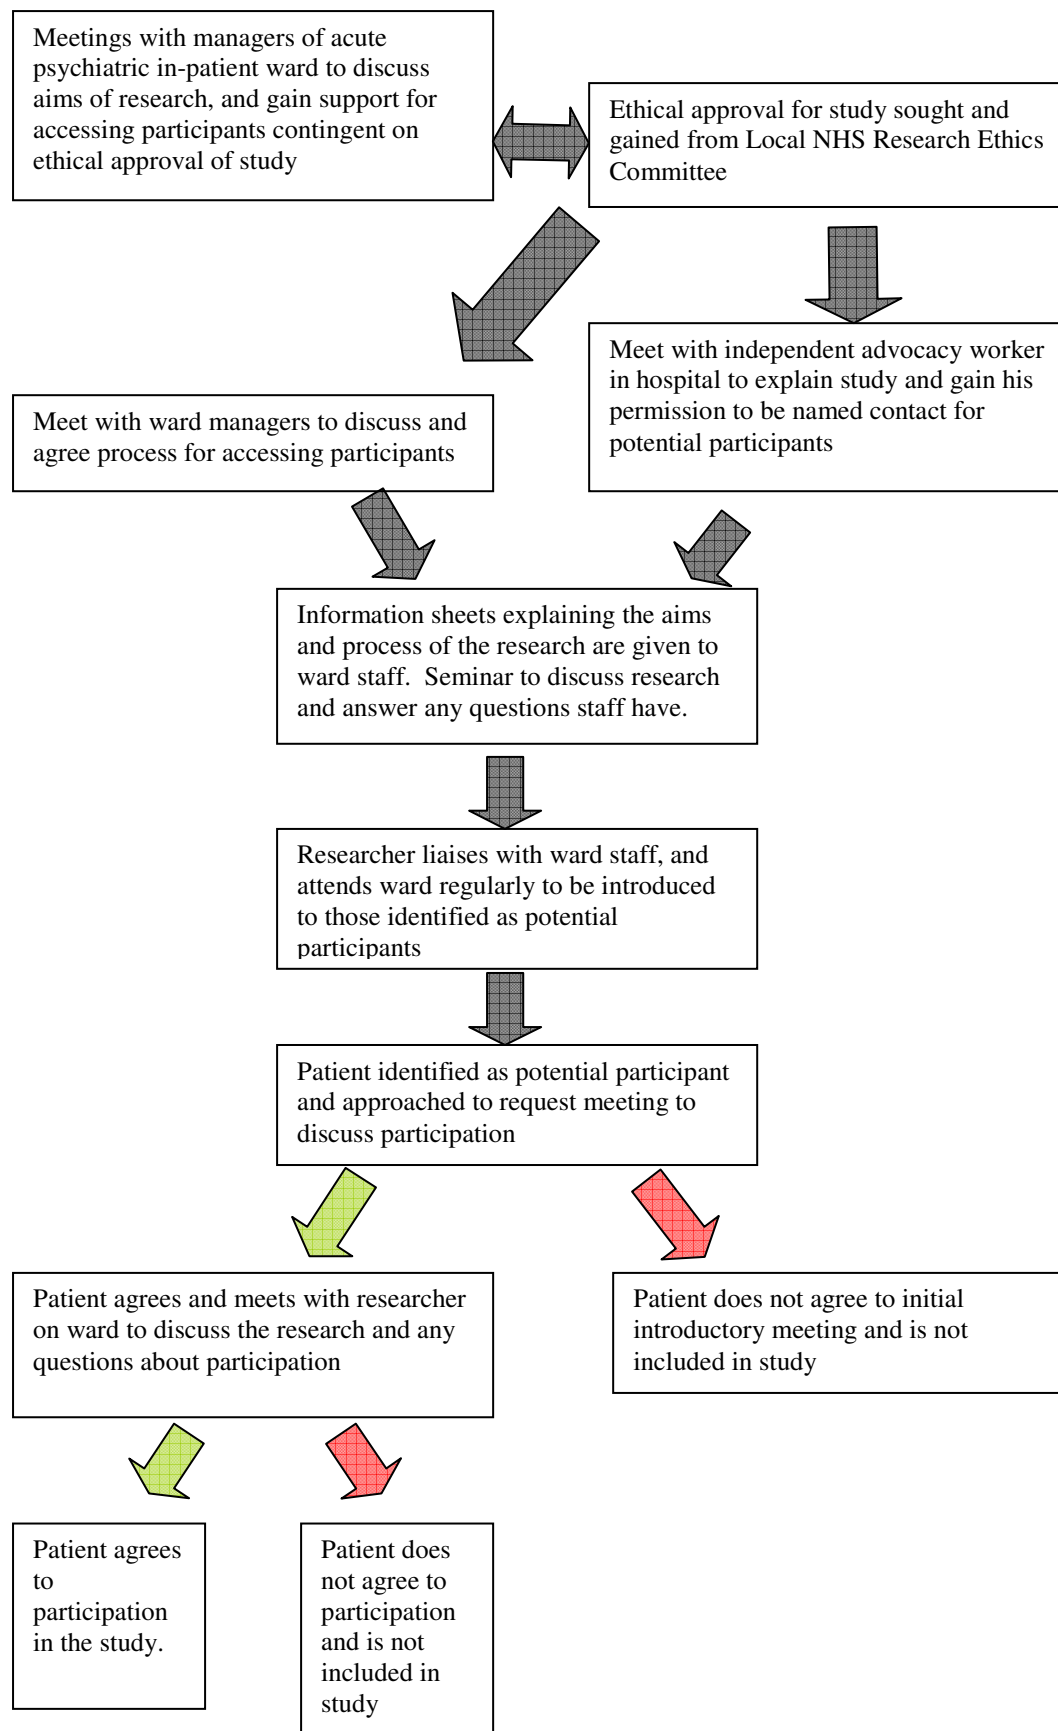 Meetings with managers of acute
psychiatric in-patient ward to discuss
aims of research, and gain support for
accessing participants contingent on
ethical approval of study
Ethical approval for study sought and
gained from Local NHS Research Ethics
Committee
Meet with independent advocacy worker
in hospital to explain study and gain his
permission to be named contact for
potential participants
Meet with ward managers to discuss and
agree process for accessing participants
Information sheets explaining the aims
and process of the research are given to
ward staff.  Seminar to discuss research
and answer any questions staff have.
Researcher liaises with ward staff, and
attends ward regularly to be introduced
to those identified as potential
participants
Patient identified as potential participant
and approached to request meeting to
discuss participation
Patient agrees and meets with researcher
on ward to discuss the research and any
questions about participation
Patient does not agree to initial
introductory meeting and is not
included in study
Patient agrees
to
participation
in the study.
Patient does
not agree to
participation
and is not
included in
study